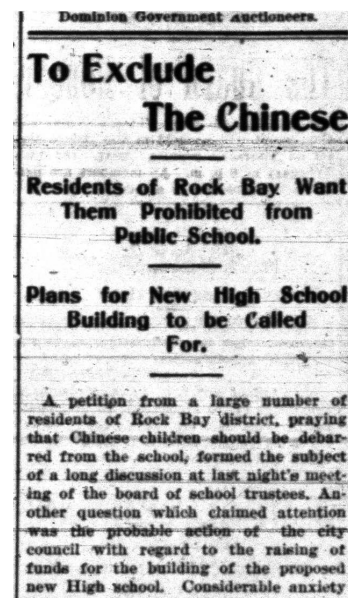 Dominion Government Auctioneers.
To Exclude
The Chinese
Residents of Rock Bay Want
Them Prohibited from
Public School.
Plans for New High School
Building to be Called
For.
A petition from a large number of
residents of Rock Bay district, praying
that Chinese children should be debar-
red from the school, formed the subject
of a long discussion at last night's meet-
ing of the board of school trustees. An-
other question which claimed attention
was the probable action of the city
council with regard to the raising of
funds for the building of the proposed
new High school. Considerable anxiety